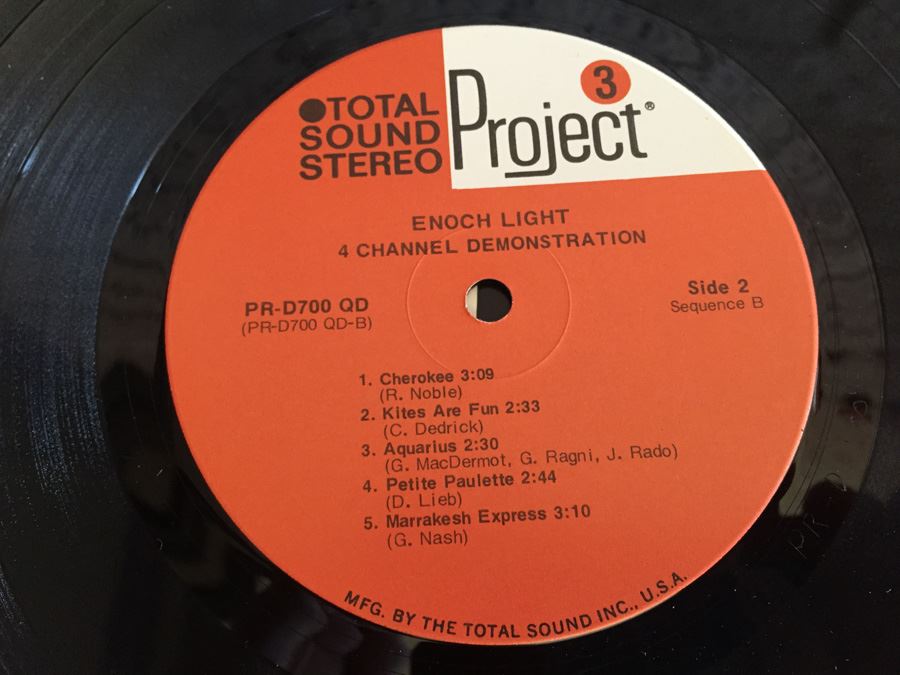 ●TOTAL
SOUND
STEREO
Project 3®
ENOCH LIGHT
4 CHANNEL DEMONSTRATION
PR-D700 QD
(PR-D700 QD-B)
Side 2
Sequence B
1. Cherokee 3:09
(R. Noble)
2. Kites Are Fun 2:33
(C. Dedrick)
3. Aquarius 2:30
(G. MacDermot, G. Ragni, J. Rado)
4. Petite Paulette 2:44
(D. Lieb)
5. Marrakesh Express 3:10
(G. Nash)
MFG. BY THE TOTAL SOUND INC., U.S.A.
PR